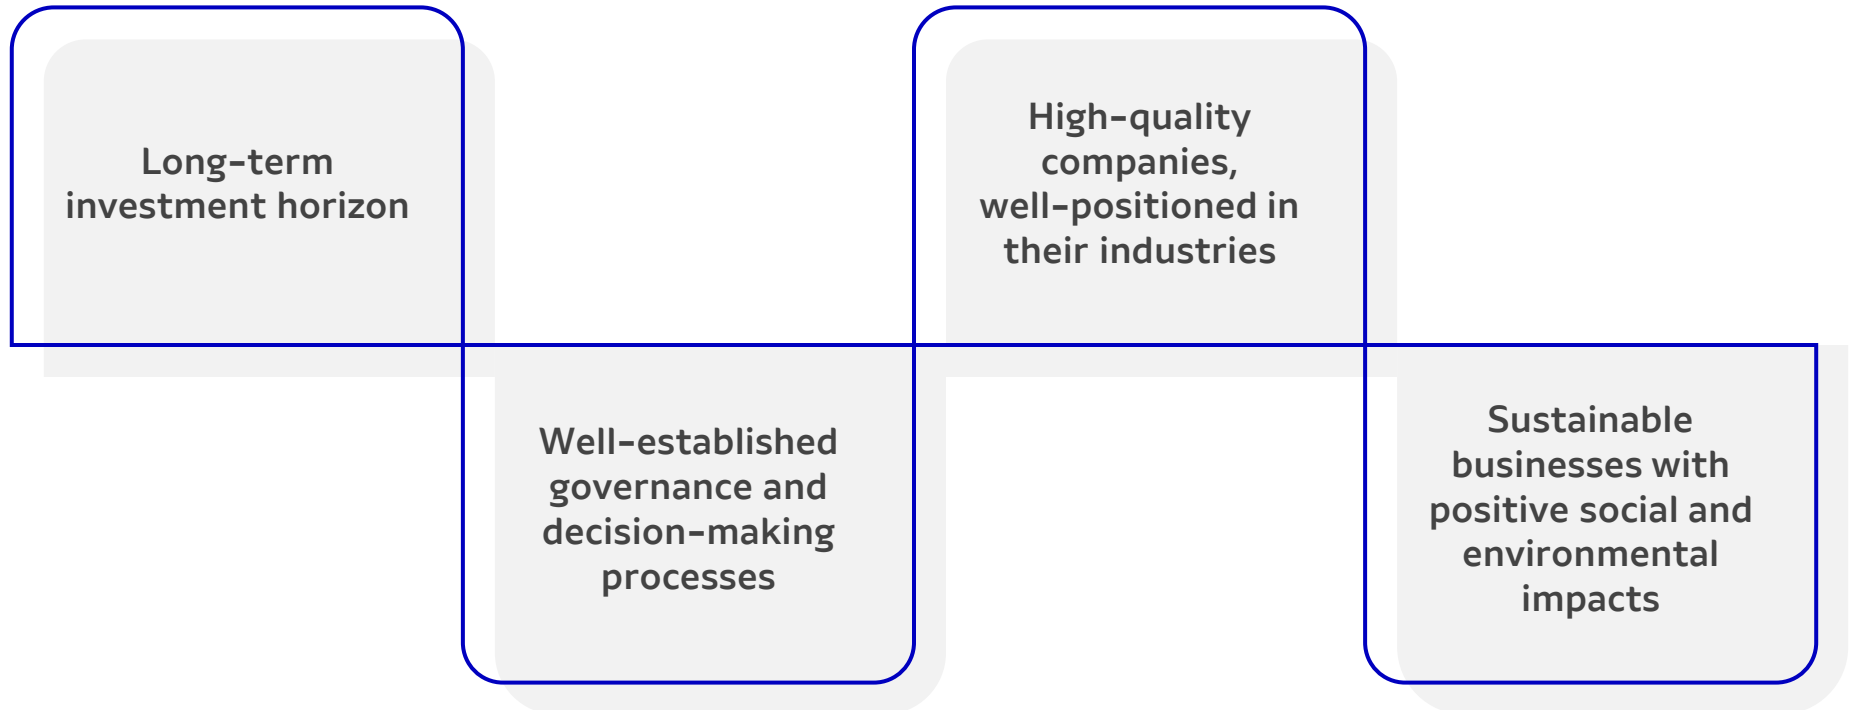 Long-term
investment horizon
Well-established
governance and
decision-making
processes
High-quality
companies,
well-positioned in
their industries
Sustainable
businesses with
positive social and
environmental
impacts